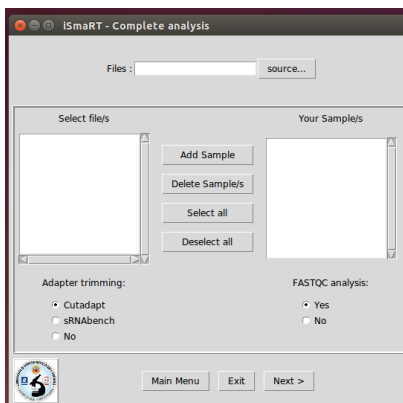 iSmaRT - Complete analysis
Files :
source...
Select file/s
Your Sample/s
Add Sample
Delete Sample/s
Select all
Deselect all
Adapter trimming:
FASTQC analysis:
Cutadapt
Yes
sRNAbench
No
No
Main Menu
Exit
Next >